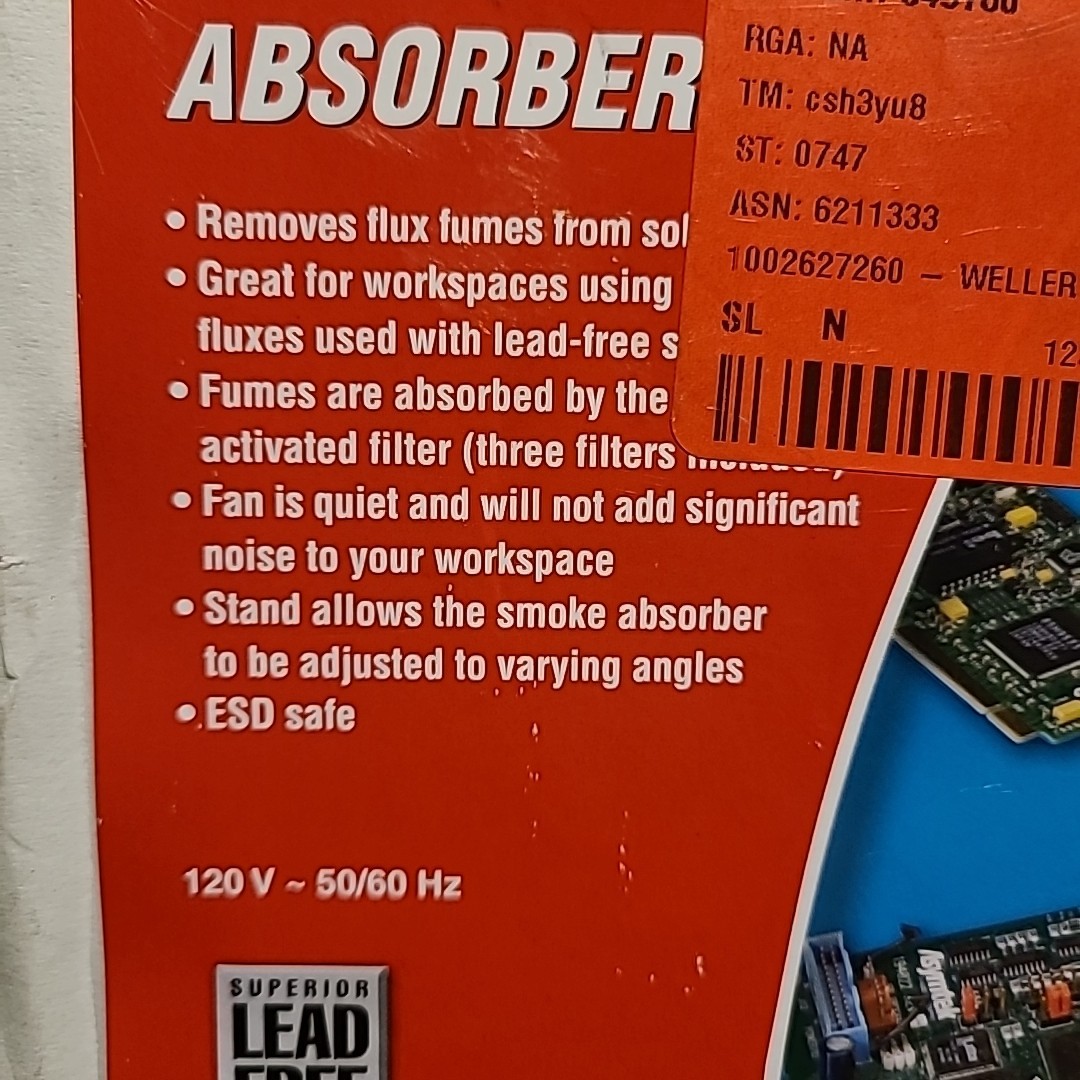 ABSORBER
• Removes flux fumes from sol
• Great for workspaces using
fluxes used with lead-free s
• Fumes are absorbed by the
activated filter (three filters
• Fan is quiet and will not add significant
noise to your workspace
• Stand allows the smoke absorber
to be adjusted to varying angles
• ESD safe
120 V ~ 50/60 Hz
SUPERIOR
LEAD
FREE
RGA: NA
TM: csh3yu8
ST: 0747
ASN: 6211333
1002627260 – WELLER
SL N
12